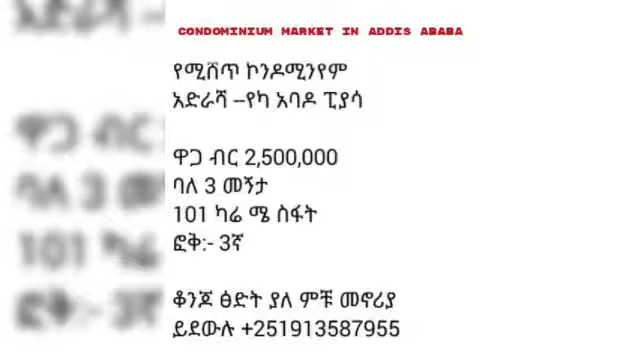 CONDOMINIUM MARKET IN ADDIS ABABA
የሚሸጥ ኮንዶሚንየም
አድራሻ –የካ አባዶ ፒያሳ
ዋጋ ብር 2,500,000
ባለ 3 መኝታ
101 ካሬ ሜ ስፋት
ፎቅ:- 3ኛ
ቆንጆ ፅድት ያለ ምቹ መኖሪያ
ይደውሉ +251913587955